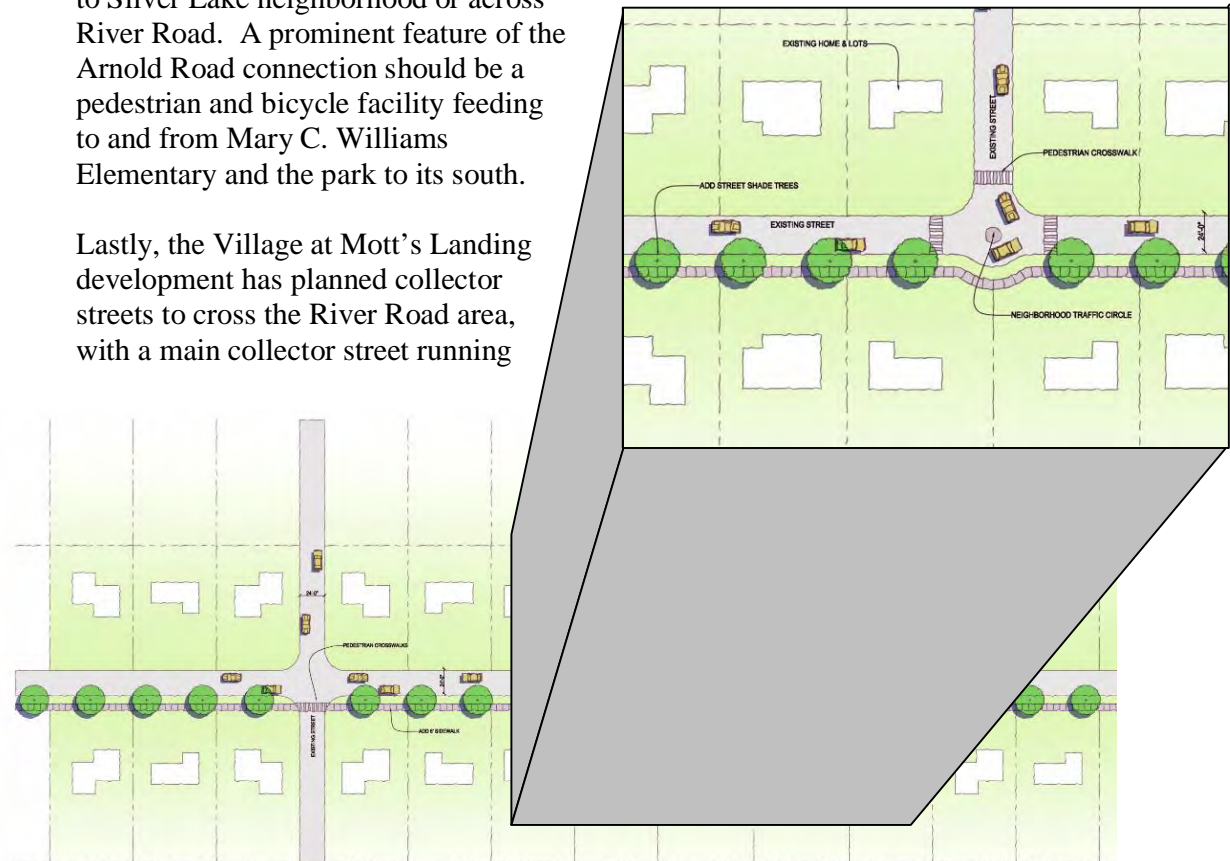 to Silver Lake neighborhood or across
River Road. A prominent feature of the
Arnold Road connection should be a
pedestrian and bicycle facility feeding
to and from Mary C. Williams
Elementary and the park to its south.
Lastly, the Village at Mott's Landing
development has planned collector
streets to cross the River Road area,
with a main collector street running
EXISTING HOME & LOTS
EXISTING STREET
PEDESTRIAN CROSSWALK
ADD STREET SHADE TREES
EXISTING STREET
24'-0"
NEIGHBORHOOD TRAFFIC CIRCLE
24'-0"
PEDESTRIAN CROSSWALKS
ADD 6' SIDEWALK
EXISTING STREET